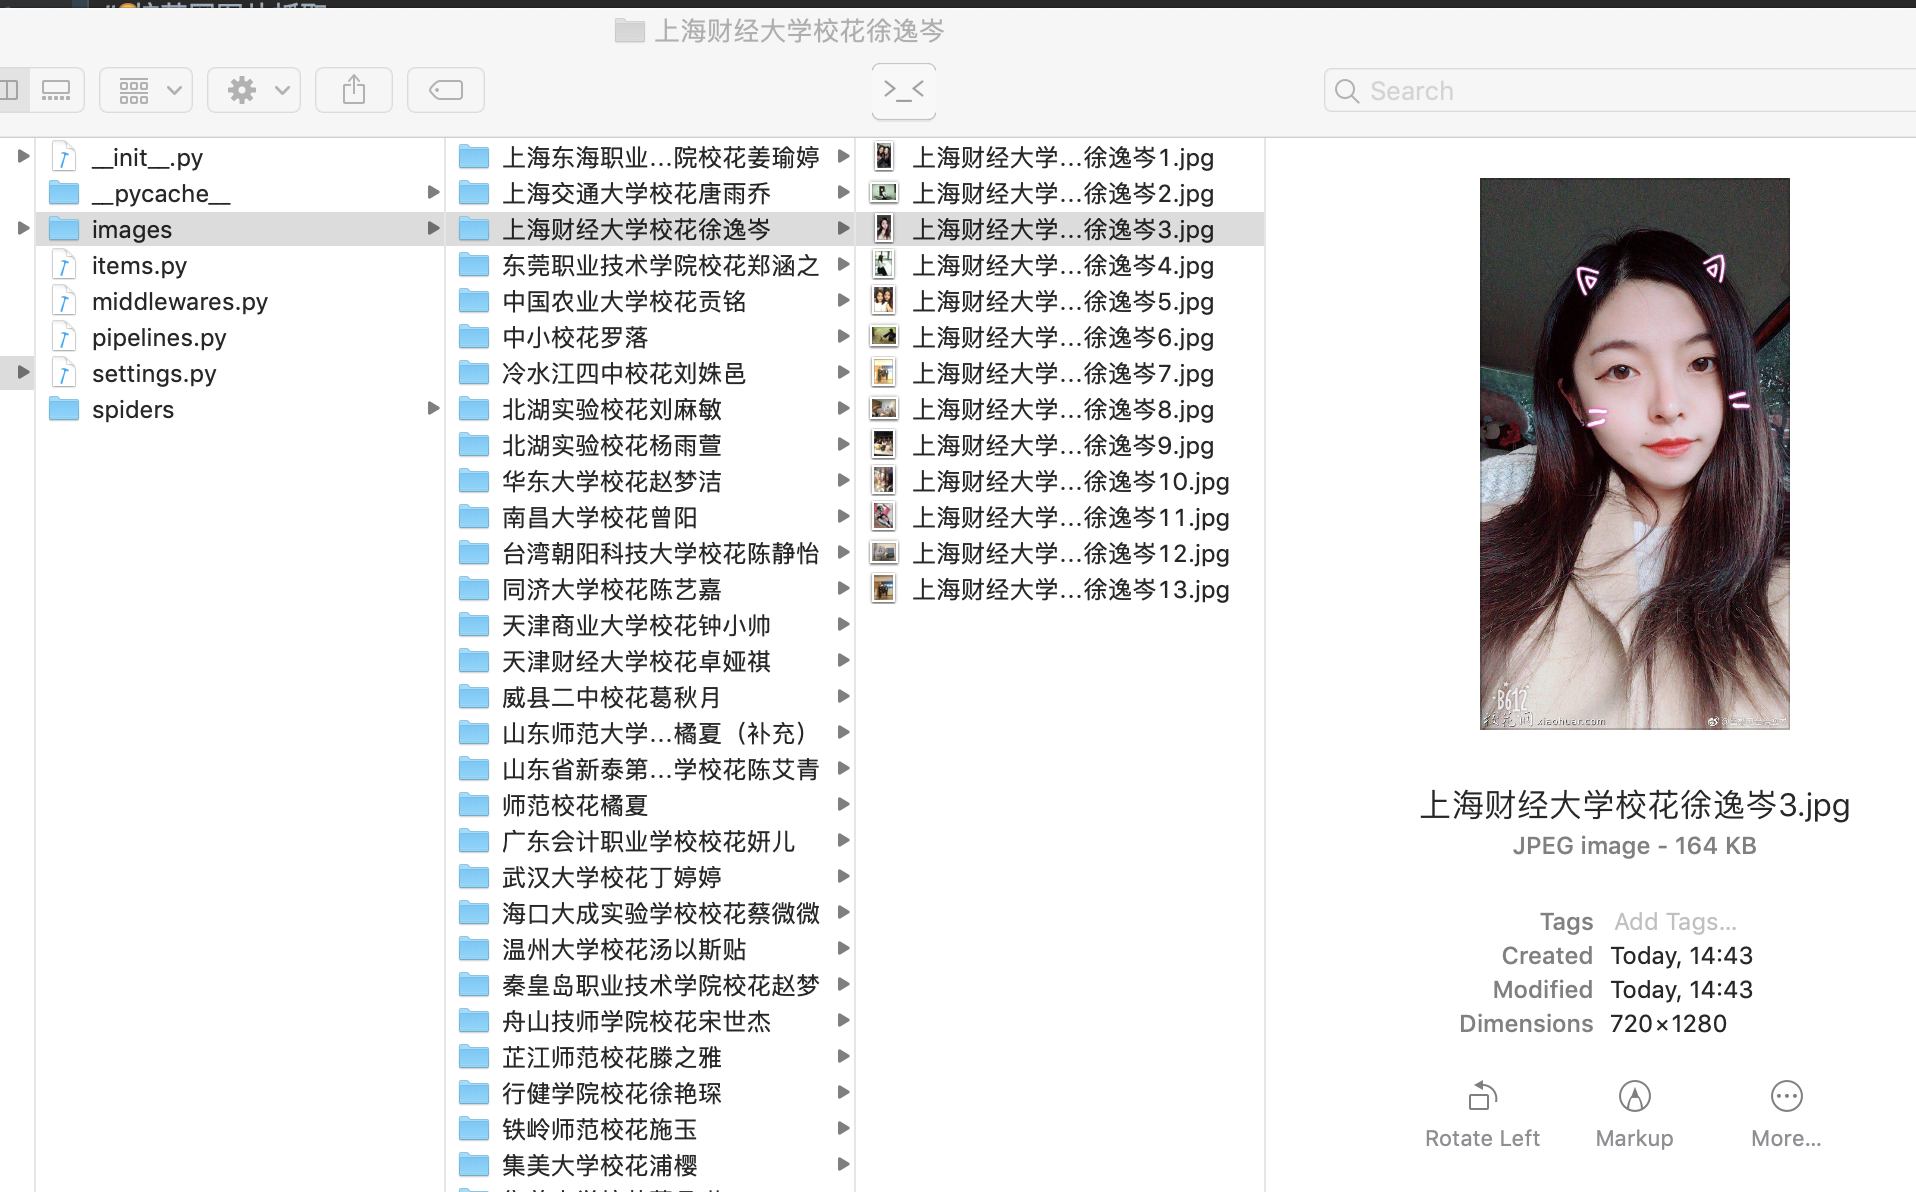 上海财经大学校花徐逸岑
>_<
Search
__init__.py
__pycache__
images
items.py
middlewares.py
pipelines.py
settings.py
spiders
上海东海职业...院校花姜瑜婷
上海交通大学校花唐雨乔
上海财经大学校花徐逸岑
东莞职业技术学院校花郑涵之
中国农业大学校花贡铭
中小校花罗落
冷水江四中校花刘姝邑
北湖实验校花刘麻敏
北湖实验校花杨雨萱
华东大学校花赵梦洁
南昌大学校花曾阳
台湾朝阳科技大学校花陈静怡
同济大学校花陈艺嘉
天津商业大学校花钟小帅
天津财经大学校花卓娅祺
威县二中校花葛秋月
山东师范大学...橘夏（补充）
山东省新泰第...学校花陈艾青
师范校花橘夏
广东会计职业学校校花妍儿
武汉大学校花丁婷婷
海口大成实验学校校花蔡微微
温州大学校花汤以斯贴
秦皇岛职业技术学院校花赵梦
舟山技师学院校花宋世杰
芷江师范校花滕之雅
行健学院校花徐艳琛
铁岭师范校花施玉
集美大学校花浦樱
上海财经大学...徐逸岑1.jpg
上海财经大学...徐逸岑2.jpg
上海财经大学...徐逸岑3.jpg
上海财经大学...徐逸岑4.jpg
上海财经大学...徐逸岑5.jpg
上海财经大学...徐逸岑6.jpg
上海财经大学...徐逸岑7.jpg
上海财经大学...徐逸岑8.jpg
上海财经大学...徐逸岑9.jpg
上海财经大学...徐逸岑10.jpg
上海财经大学...徐逸岑11.jpg
上海财经大学...徐逸岑12.jpg
上海财经大学...徐逸岑13.jpg
B612
校花网 xiaohuar.com
上海财经大学校花徐逸岑3.jpg
JPEG image - 164 KB
Tags Add Tags...
Created Today, 14:43
Modified Today, 14:43
Dimensions 720×1280
Rotate Left
Markup
More...